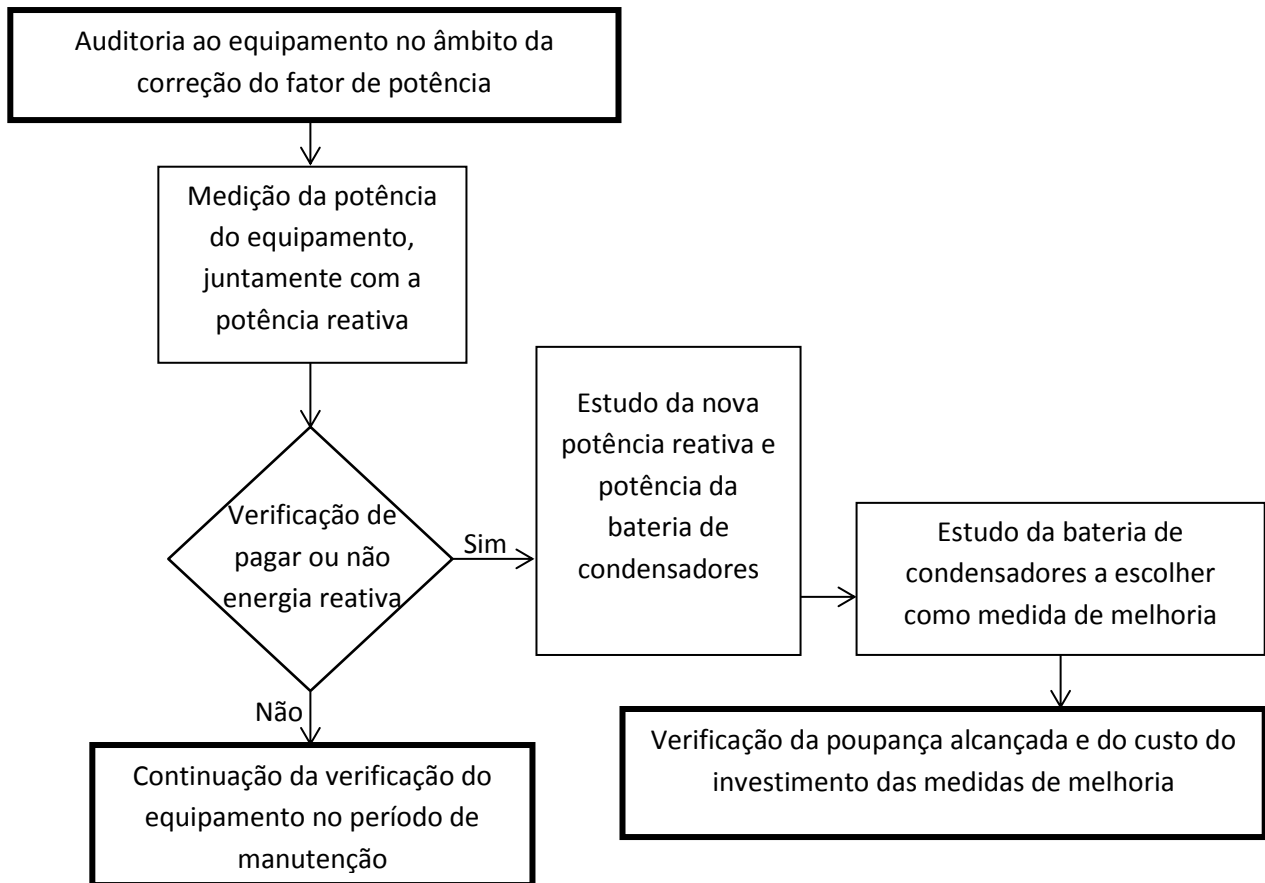 Auditoria ao equipamento no âmbito da
correção do fator de potência
Medição da potência
do equipamento,
juntamente com a
potência reativa
Verificação de
pagar ou não
energia reativa
Sim
Estudo da nova
potência reativa e
potência da
bateria de
condensadores
Estudo da bateria de
condensadores a escolher
como medida de melhoria
Verificação da poupança alcançada e do custo do
investimento das medidas de melhoria
Não
Continuação da verificação do
equipamento no período de
manutenção